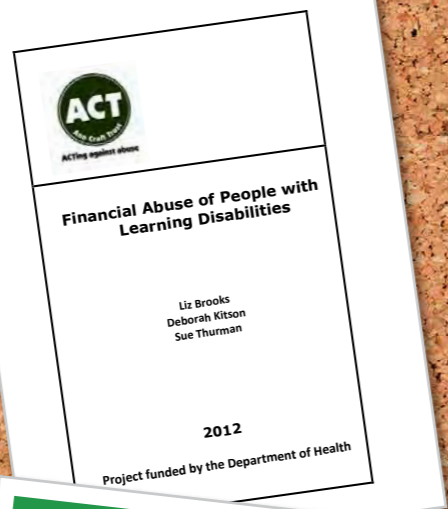 ACT
Ann Craft Trust
ACTing against abuse
Financial Abuse of People with
Learning Disabilities
Liz Brooks
Deborah Kitson
Sue Thurman
2012
Project funded by the Department of Health